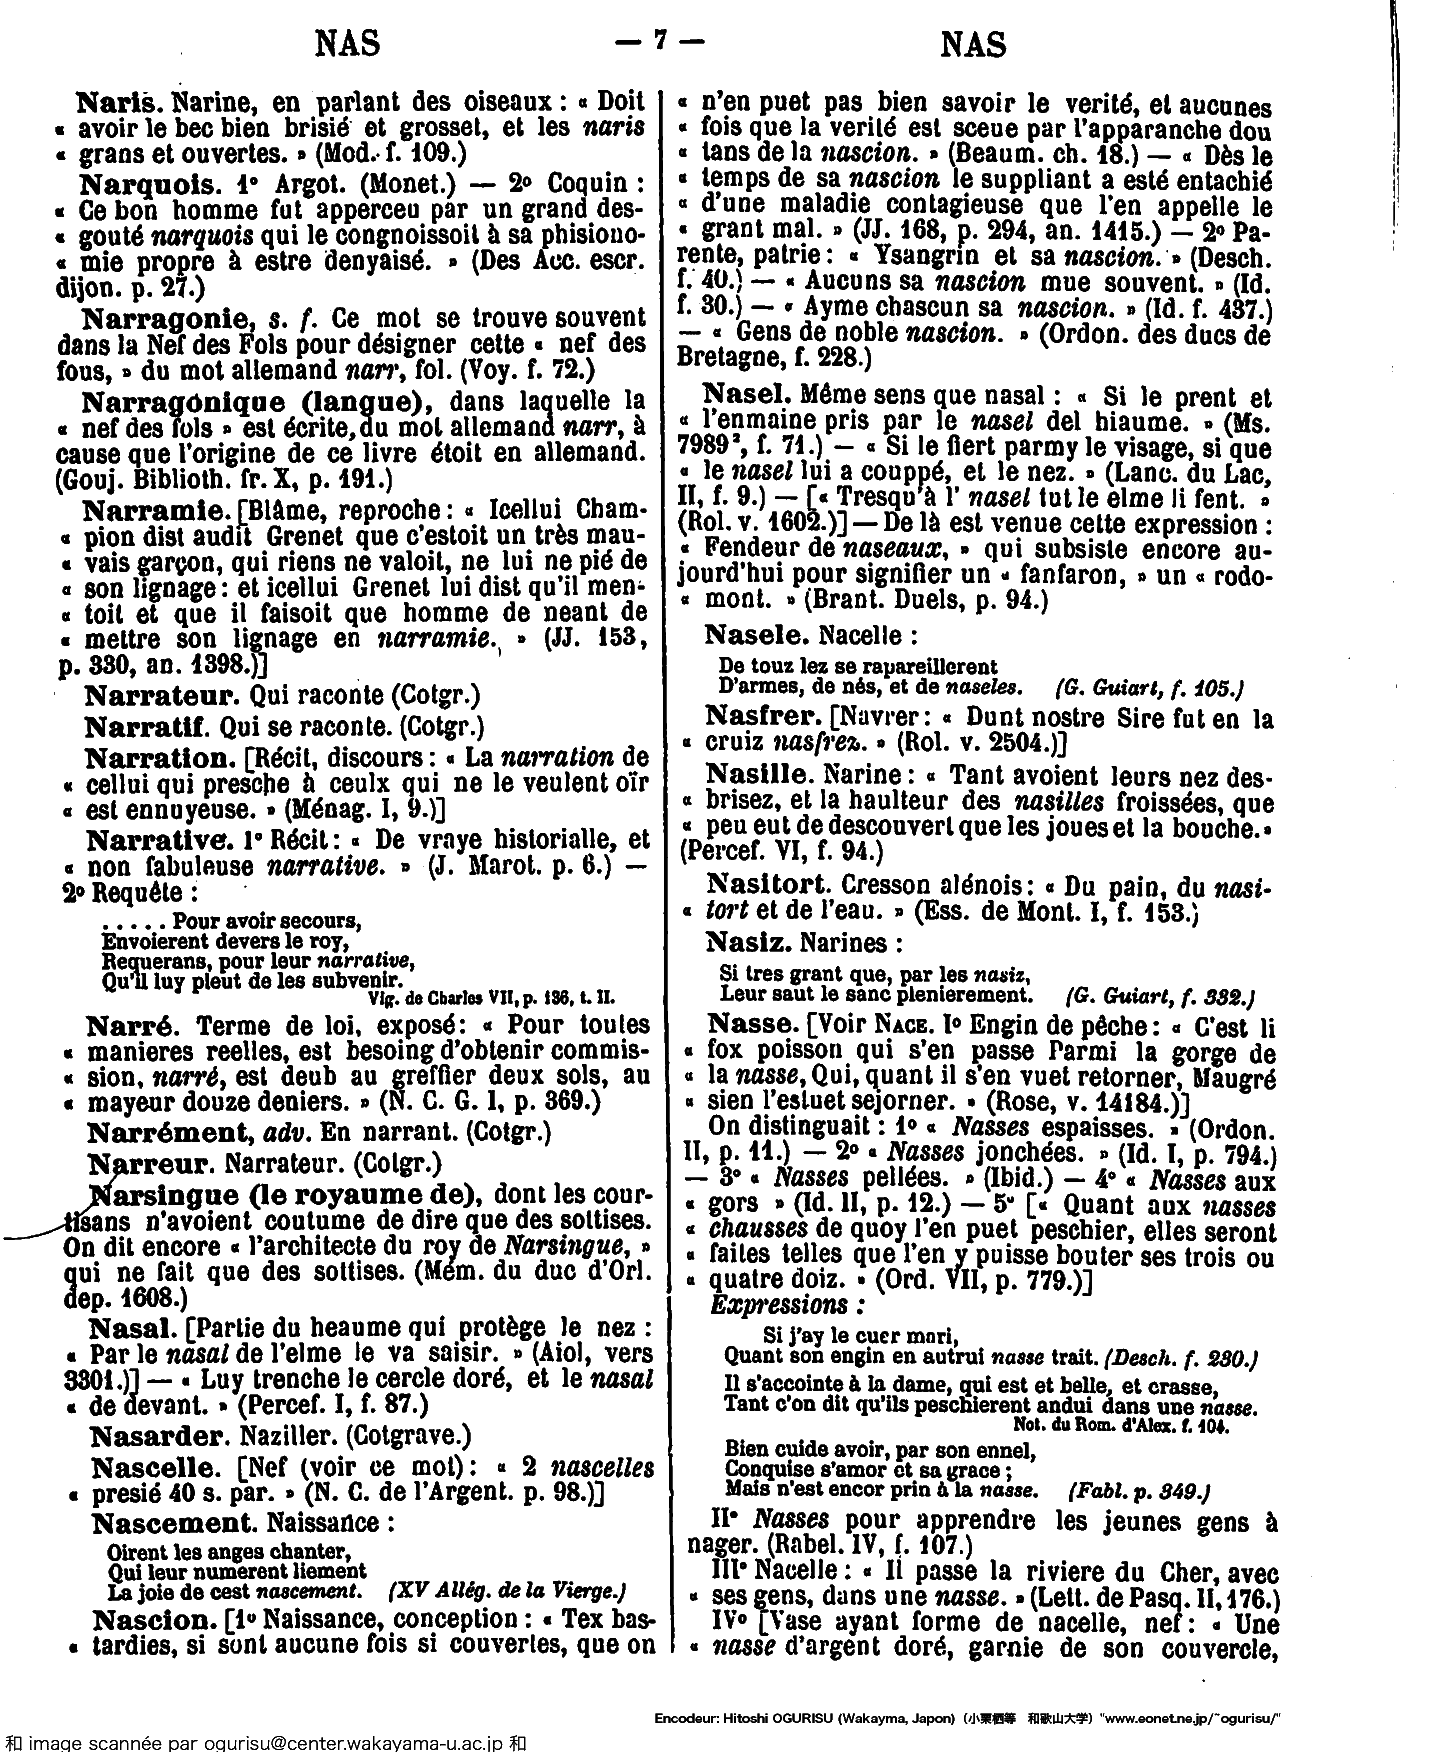 NAS — 7 — NAS
Naris. Narine, en parlant des oiseaux : « Doit
« avoir le bec bien brisié et grosset, et les naris
« grans et ouvertes. » (Mod. f. 109.)
Narquois. 1° Argot. (Monet.) — 2° Coquin :
« Ce bon homme fut apperceu par un grand des-
« gouté narquois qui le congnoissoit à sa phisiono-
« mie propre à estre denyaisé. » (Des Acc. escr.
dijon. p. 27.)
Narragonie, s. f. Ce mot se trouve souvent
dans la Nef des Fols pour désigner cette « nef des
fous, » du mot allemand narr, fol. (Voy. f. 72.)
Narragonique (langue), dans laquelle la
« nef des fols » est écrite, du mot allemand narr, à
cause que l'origine de ce livre étoit en allemand.
(Gouj. Biblioth. fr. X, p. 191.)
Narramie. [Blâme, reproche : « Icellui Cham-
« pion dist audit Grenet que c'estoit un très mau-
« vais garçon, qui riens ne valoit, ne lui ne pié de
« son lignage : et icellui Grenet lui dist qu'il men-
« toit et que il faisoit que homme de neant de
« mettre son lignage en narramie. » (JJ. 153,
p. 330, an. 1398.)]
Narrateur. Qui raconte (Cotgr.)
Narratif. Qui se raconte. (Cotgr.)
Narration. [Récit, discours : « La narration de
« cellui qui presche à ceulx qui ne le veulent oïr
« est ennuyeuse. » (Ménag. I, 9.)]
Narrative. 1° Récit : « De vraye historialle, et
« non fabuleuse narrative. » (J. Marot. p. 6.) —
2° Requête :
. . . . . Pour avoir secours,
Envoierent devers le roy,
Requerans, pour leur narrative,
Qu'il luy pleut de les subvenir.
Vig. de Charles VII, p. 136, t. II.
Narré. Terme de loi, exposé : « Pour toutes
« manieres reelles, est besoing d'obtenir commis-
« sion, narré, est deub au greffier deux sols, au
« mayeur douze deniers. » (N. C. G. I, p. 369.)
Narrément, adv. En narrant. (Cotgr.)
Narreur. Narrateur. (Cotgr.)
Narsingue (le royaume de), dont les cour-
tisans n'avoient coutume de dire que des sottises.
On dit encore « l'architecte du roy de Narsingue, »
qui ne fait que des sottises. (Mém. du duc d'Orl.
dep. 1608.)
Nasal. [Partie du heaume qui protège le nez :
« Par le nasal de l'elme le va saisir. » (Aiol, vers
3301.)] — « Luy trenche le cercle doré, et le nasal
« de devant. » (Percef. I, f. 87.)
Nasarder. Naziller. (Cotgrave.)
Nascelle. [Nef (voir ce mot) : « 2 nascelles
« presié 40 s. par. » (N. C. de l'Argent. p. 98.)]
Nascement. Naissance :
Oirent les anges chanter,
Qui leur numerent liement
La joie de cest nascement. (XV Allég. de la Vierge.)
Nascion. [1° Naissance, conception : « Tex bas-
« tardies, si sont aucune fois si couvertes, que on
« n'en puet pas bien savoir le verité, et aucunes
« fois que la verité est sceue par l'apparanche dou
« tans de la nascion. » (Beaum. ch. 18.) — « Dès le
« temps de sa nascion le suppliant a esté entachié
« d'une maladie contagieuse que l'en appelle le
« grant mal. » (JJ. 168, p. 294, an. 1415.) — 2° Pa-
rente, patrie : « Ysangrin et sa nascion. » (Desch.
f. 40.) — « Aucuns sa nascion mue souvent. » (Id.
f. 30.) — « Ayme chascun sa nascion. » (Id. f. 437.)
— « Gens de noble nascion. » (Ordon. des ducs de
Bretagne, f. 228.)
Nasel. Même sens que nasal : « Si le prent et
« l'enmaine pris par le nasel del hiaume. » (Ms.
7989², f. 71.) — « Si le fiert parmy le visage, si que
« le nasel lui a couppé, et le nez. » (Lanc. du Lac,
II, f. 9.) — [« Tresqu'à l' nasel tut le elme li fent. »
(Rol. v. 1602.)] — De là est venue cette expression :
« Fendeur de naseaux, » qui subsiste encore au-
jourd'hui pour signifier un « fanfaron, » un « rodo-
« mont. » (Brant. Duels, p. 94.)
Nasele. Nacelle :
De touz lez se rapareillerent
D'armes, de nés, et de naseles. (G. Guiart, f. 105.)
Nasfrer. [Navrer : « Dunt nostre Sire fut en la
« cruiz nasfrez. » (Rol. v. 2504.)]
Nasille. Narine : « Tant avoient leurs nez des-
« brisez, et la haulteur des nasilles froissées, que
« peu eut de descouvert que les joues et la bouche. »
(Percef. VI, f. 94.)
Nasitort. Cresson alénois : « Du pain, du nasi-
« tort et de l'eau. » (Ess. de Mont. I, f. 153.)
Nasiz. Narines :
Si tres grant que, par les nasiz,
Leur saut le sanc plenierement. (G. Guiart, f. 332.)
Nasse. [Voir NACE. I° Engin de pêche : « C'est li
« fox poisson qui s'en passe Parmi la gorge de
« la nasse, Qui, quant il s'en vuet retorner, Maugré
« sien l'estuet sejorner. » (Rose, v. 14184.)]
On distinguait : 1° « Nasses espaisses. » (Ordon.
II, p. 11.) — 2° « Nasses jonchées. » (Id. I, p. 794.)
— 3° « Nasses pellées. » (Ibid.) — 4° « Nasses aux
« gors » (Id. II, p. 12.) — 5° [« Quant aux nasses
« chausses de quoy l'en puet peschier, elles seront
« faites telles que l'en y puisse bouter ses trois ou
« quatre doiz. » (Ord. VII, p. 779.)]
Expressions :
Si j'ay le cuer mari,
Quant son engin en autrui nasse trait. (Desch. f. 230.)
Il s'accointe à la dame, qui est et belle, et crasse,
Tant c'on dit qu'ils peschierent andui dans une nasse.
Not. du Rom. d'Alex. f. 104.
Bien cuide avoir, par son ennel,
Conquise s'amor et sa grace ;
Mais n'est encor prin à la nasse. (Fabl. p. 349.)
II° Nasses pour apprendre les jeunes gens à
nager. (Rabel. IV, f. 107.)
III° Nacelle : « Il passe la riviere du Cher, avec
« ses gens, dans une nasse. » (Lett. de Pasq. II, 176.)
IV° [Vase ayant forme de nacelle, nef : « Une
« nasse d'argent doré, garnie de son couvercle,
Encodeur: Hitoshi OGURISU (Wakayma, Japon) (小栗栖等 和歌山大学) "www.eonet.ne.jp/~ogurisu/"
和 image scannée par ogurisu@center.wakayama-u.ac.jp 和